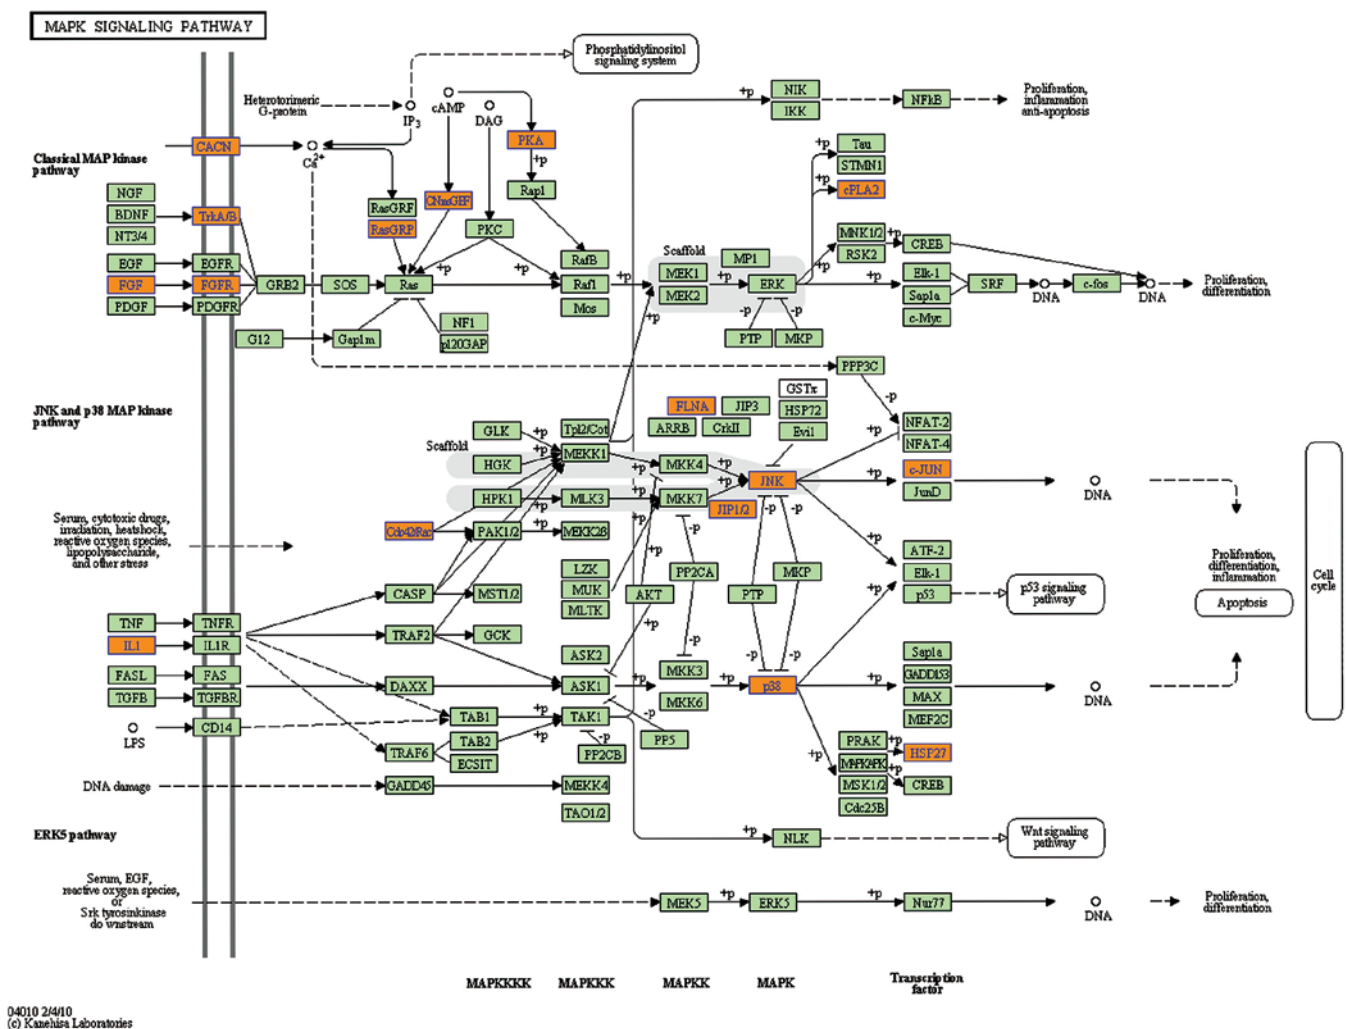 MAPK SIGNALING PATHWAY
Phosphatidylinositol
signaling system
Heterotorimeric
G-protein
IP3
cAMP
DAG
+p
NIK
IKK
NFkB
Proliferation,
inflammation
anti-apoptosis
CACN
Ca2+
PKA
+p
Tau
STMN1
+p
Classical MAP kinase
pathway
NGF
BDNF
NT3/4
TrkA/B
RasGRF
RasGRP
CNrasGEF
Rap1
cPLA2
+p
PKC
RafB
Scaffold
MEK1
MEK2
MP1
ERK
MNK1/2
RSK2
+p
+p
CREB
EGF
EGFR
FGF
FGFR
PDGF
PDGFR
GRB2
SOS
Ras
+p
+p
Raf1
+p
+p
+p
Mos
Elk-1
Sap1a
c-Myc
SRF
DNA
c-fos
DNA
Proliferation,
differentiation
G12
Gap1m
NF1
p120GAP
+p
PTP
MKP
PPP3C
-p
JNK and p38 MAP kinase
pathway
GSTπ
HSP72
Evi1
FLNA
JIP3
ARRB
CrkII
NFAT-2
NFAT-4
+p
Scaffold
GLK
+p
HGK
+p
Tpl2/Cot
MEKK1
HPK1
+p
MLK3
+p
MKK4
+p
MKK7
+p
JNK
JIP1/2
+p
c-JUN
JunD
DNA
Serum, cytotoxic drugs,
irradiation, heatshock,
reactive oxygen species,
lipopolysaccharide,
and other stress
Cdc42/Rac
PAK1/2
+p
MEKK2/3
LZK
MUK
MLTK
+p
-p
-p
-p
PP2CA
MKP
AKT
PTP
ATF-2
Elk-1
p53
p53 signaling
pathway
Proliferation,
differentiation,
inflammation
Apoptosis
Cell
cycle
CASP
MST1/2
TNF
TNFR
IL1
IL1R
TRAF2
GCK
ASK2
+p
-p
-p
-p
FASL
FAS
TGFB
TGFBR
DAXX
ASK1
+p
MKK3
MKK6
+p
p38
+p
Sap1a
GADD153
MAX
MEF2C
DNA
LPS
CD14
TAB1
+p
TAK1
TAB2
+p
ECSIT
TRAF6
-p
PP2CB
-p
PP5
+p
PRAK
+p
MAPKAPK
+p
MSK1/2
Cdc25B
HSP27
CREB
DNA damage
GADD45
MEKK4
TAO1/2
ERK5 pathway
+p
NLK
Wnt signaling
pathway
Serum, EGF,
reactive oxygen species,
or
Srk tyrosinkinase
do wnstream
MEK5
+p
ERK5
+p
Nur77
DNA
Proliferation,
differentiation
MAPKKKK
MAPKKK
MAPKK
MAPK
Transcription
factor
04010 2/4/10
(c) Kanehisa Laboratories